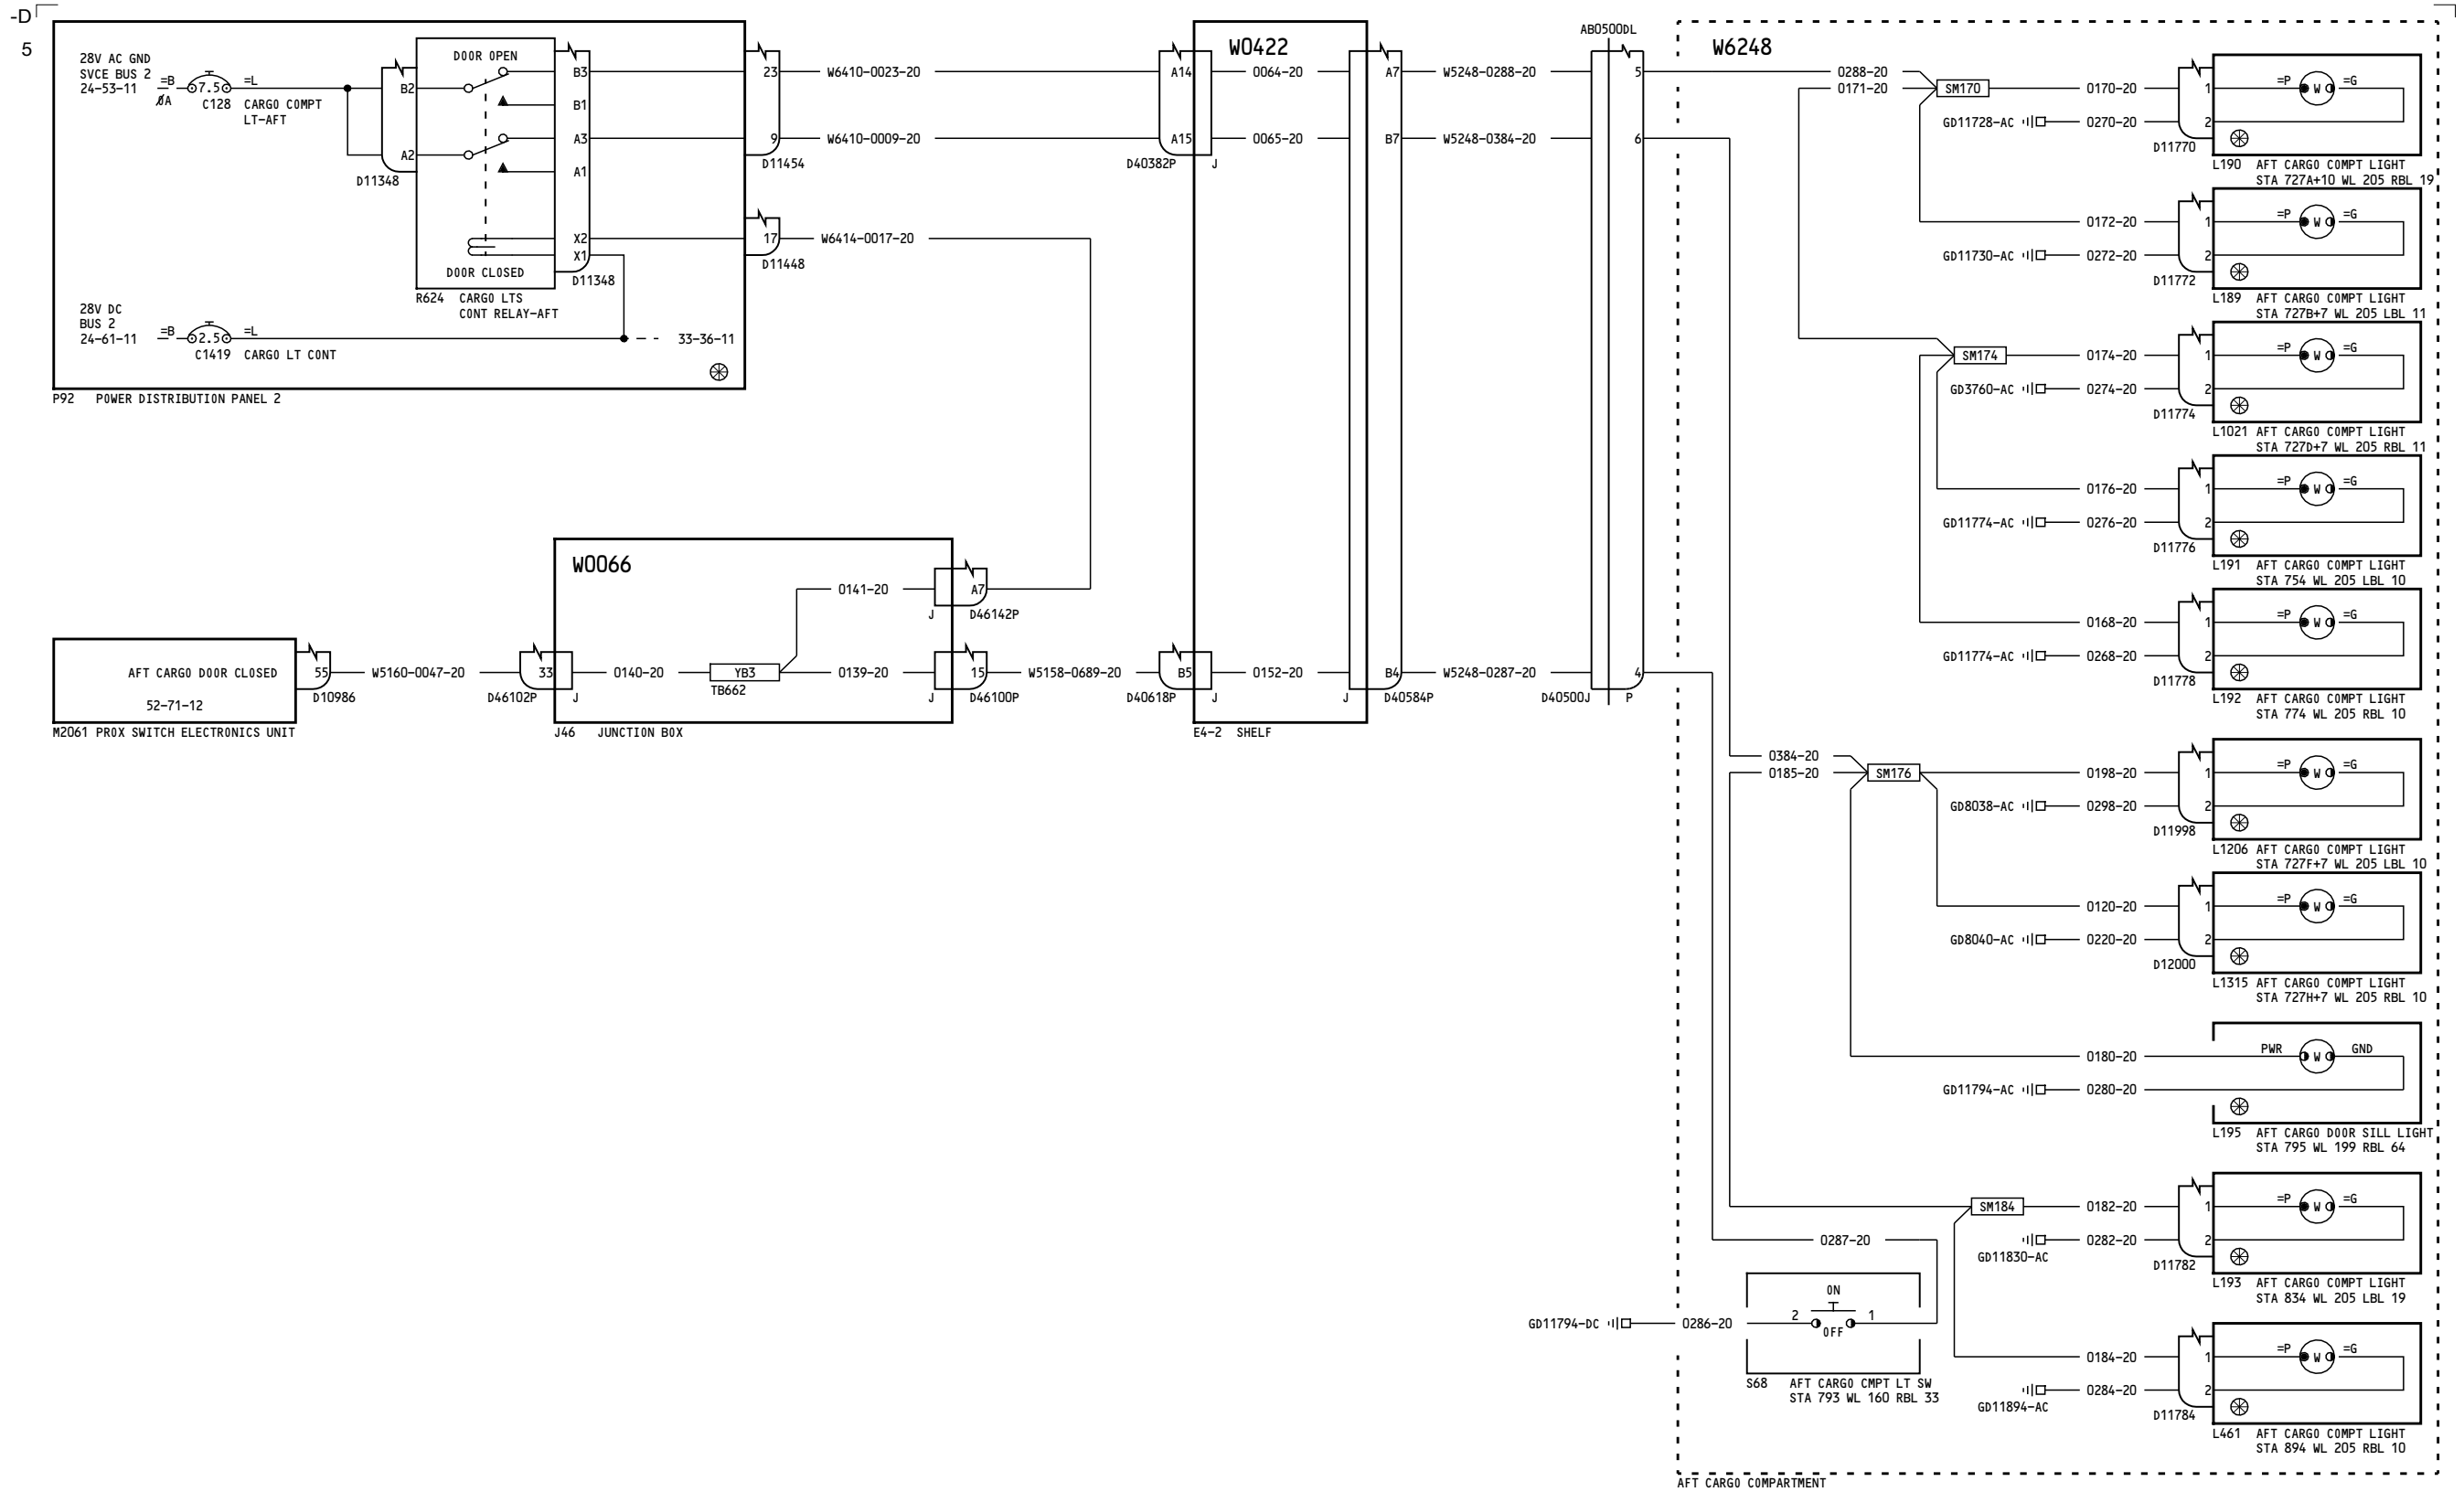 -D
5
28V AC GND
SVCE BUS 2
24-53-11
=B
ØA
7.5
=L
C128 CARGO COMPT
LT-AFT
DOOR OPEN
B2
A2
D11348
B3
B1
A3
A1
X2
X1
D11348
DOOR CLOSED
R624 CARGO LTS
CONT RELAY-AFT
28V DC
BUS 2
24-61-11
=B
2.5
=L
C1419 CARGO LT CONT
33-36-11
P92 POWER DISTRIBUTION PANEL 2
23
9
D11454
17
D11448
W6410-0023-20
W6410-0009-20
W6414-0017-20
A14
A15
D40382P
J
W0422
0064-20
0065-20
A7
B7
W5248-0288-20
W5248-0384-20
AB0500DL
5
6
AFT CARGO DOOR CLOSED
52-71-12
M2061 PROX SWITCH ELECTRONICS UNIT
55
D10986
W5160-0047-20
33
D46102P
J
W0066
0140-20
YB3
TB662
0141-20
0139-20
J46 JUNCTION BOX
A7
J
D46142P
15
J
D46100P
W5158-0689-20
B5
D40618P
J
0152-20
E4-2 SHELF
B4
J
D40584P
W5248-0287-20
4
D40500J
P
W6248
0288-20
0171-20
SM170
0170-20
GD11728-AC
0270-20
1
2
D11770
=P
W
=G
L190 AFT CARGO COMPT LIGHT
STA 727A+10 WL 205 RBL 19
0172-20
GD11730-AC
0272-20
1
2
D11772
=P
W
=G
L189 AFT CARGO COMPT LIGHT
STA 727B+7 WL 205 LBL 11
SM174
0174-20
GD3760-AC
0274-20
1
2
D11774
=P
W
=G
L1021 AFT CARGO COMPT LIGHT
STA 727D+7 WL 205 RBL 11
0176-20
GD11774-AC
0276-20
1
2
D11776
=P
W
=G
L191 AFT CARGO COMPT LIGHT
STA 754 WL 205 LBL 10
0168-20
GD11774-AC
0268-20
1
2
D11778
=P
W
=G
L192 AFT CARGO COMPT LIGHT
STA 774 WL 205 RBL 10
0384-20
0185-20
SM176
0198-20
GD8038-AC
0298-20
1
2
D11998
=P
W
=G
L1206 AFT CARGO COMPT LIGHT
STA 727F+7 WL 205 LBL 10
0120-20
GD8040-AC
0220-20
1
2
D12000
=P
W
=G
L1315 AFT CARGO COMPT LIGHT
STA 727H+7 WL 205 RBL 10
0180-20
GD11794-AC
0280-20
PWR
W
GND
L195 AFT CARGO DOOR SILL LIGHT
STA 795 WL 199 RBL 64
SM184
0182-20
GD11830-AC
0282-20
1
2
D11782
=P
W
=G
L193 AFT CARGO COMPT LIGHT
STA 834 WL 205 LBL 19
0287-20
GD11794-DC
0286-20
ON
2
1
OFF
S68 AFT CARGO CMPT LT SW
STA 793 WL 160 RBL 33
0184-20
GD11894-AC
0284-20
1
2
D11784
=P
W
=G
L461 AFT CARGO COMPT LIGHT
STA 894 WL 205 RBL 10
AFT CARGO COMPARTMENT